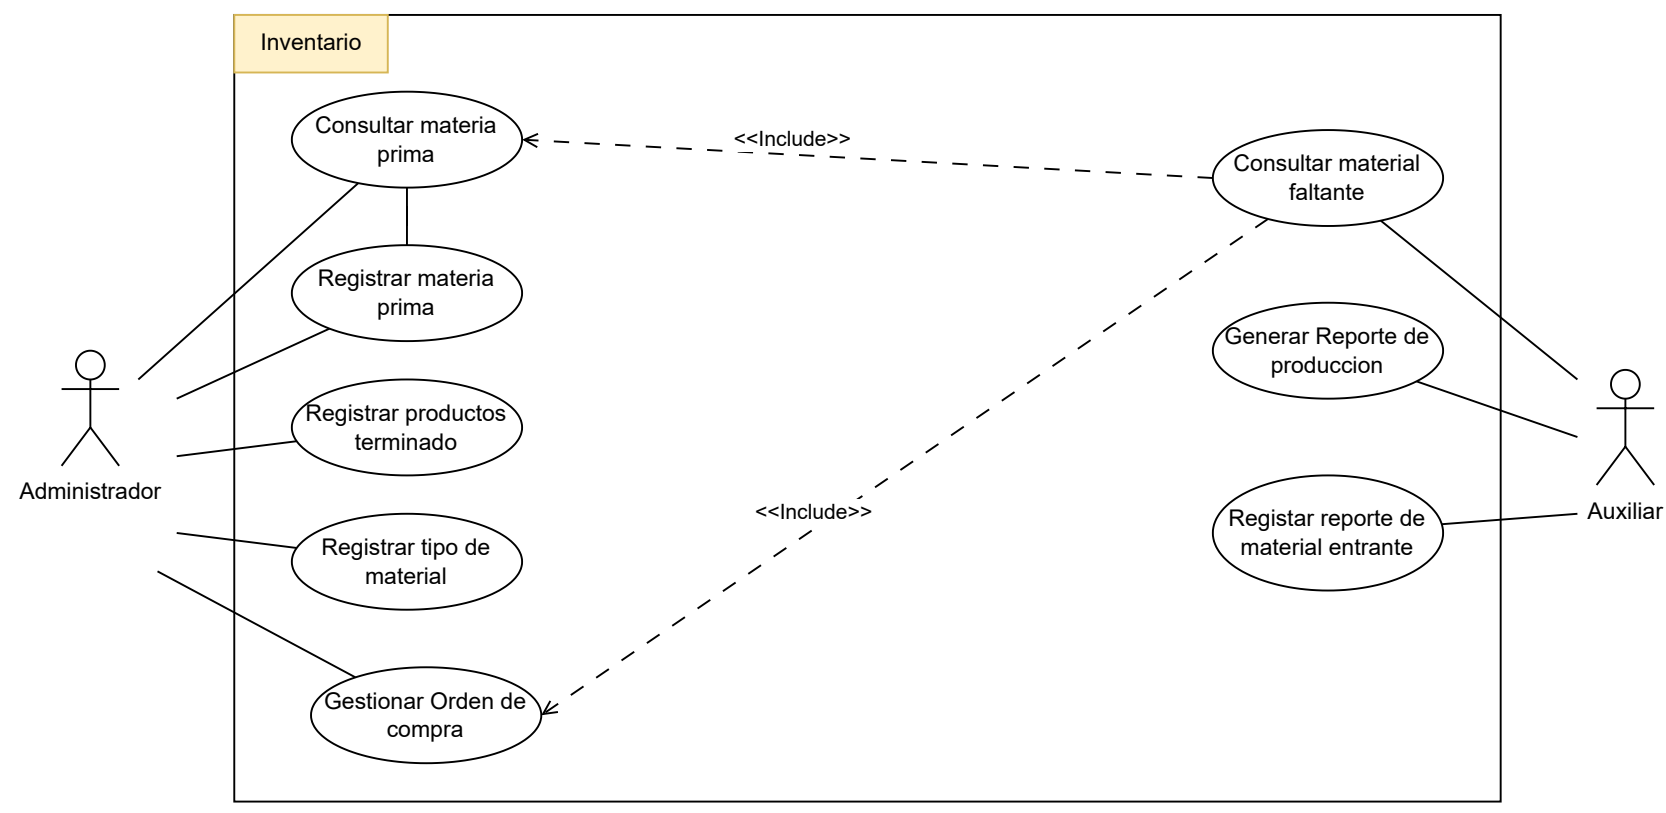 Inventario
Consultar materia
prima
<<Include>>
Consultar material
faltante
Registrar materia
prima
Generar Reporte de
produccion
Registrar productos
terminado
Administrador
Auxiliar
<<Include>>
Registar reporte de
material entrante
Registrar tipo de
material
Gestionar Orden de
compra